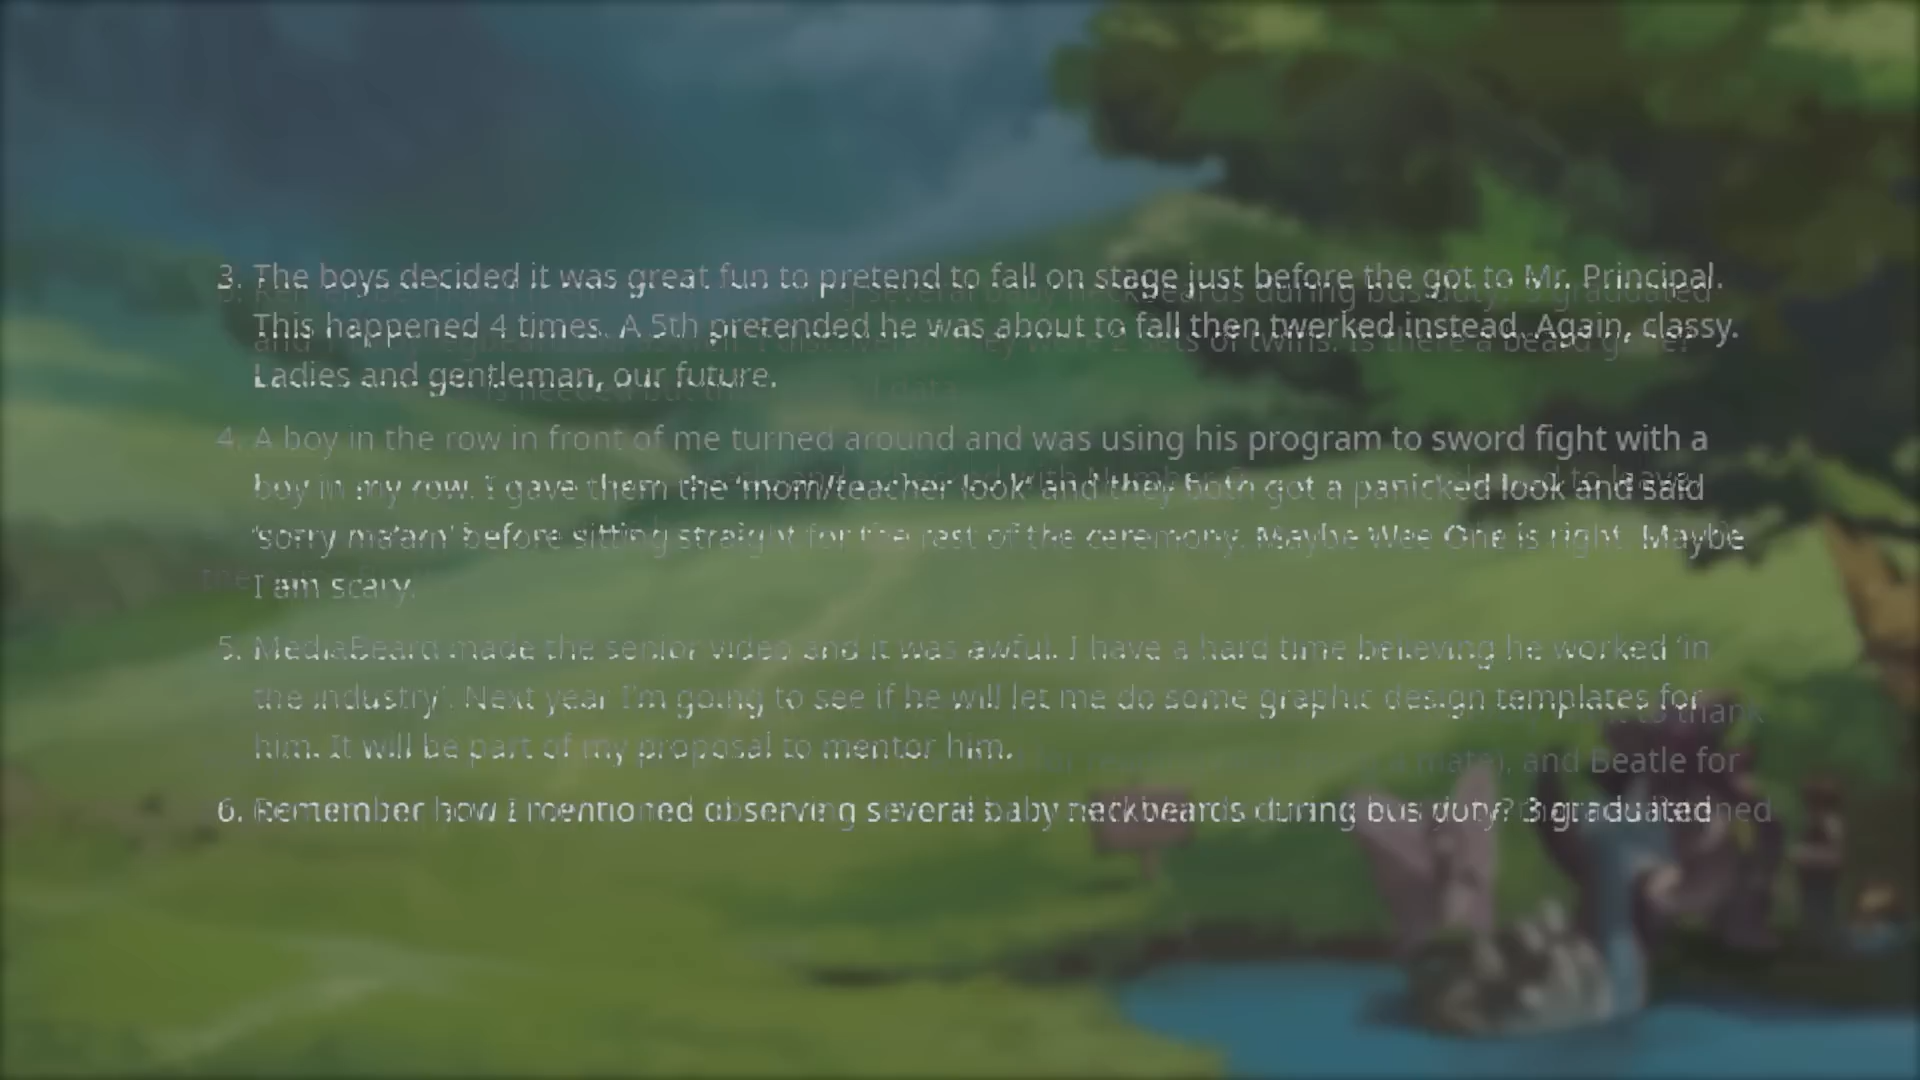 3. The boys decided it was great fun to pretend to fall on stage just before the got to Mr. Principal.
This happened 4 times. A 5th pretended he was about to fall then twerked instead. Again, classy.
Ladies and gentleman, our future.
4. A boy in the row in front of me turned around and was using his program to sword fight with a
boy in my row. I gave them the 'mom/teacher look' and they both got a panicked look and said
'sorry ma'am' before sitting straight for the rest of the ceremony. Maybe Wee One is right. Maybe
I am scary.
5. MediaBeard made the senior video and it was awful. I have a hard time believing he worked 'in
the industry'. Next year I'm going to see if he will let me do some graphic design templates for
to thank
him. It will be part of my proposal to mentor him.
a mate), and Beatle for
6. Remember how I mentioned observing several baby neckbeards during bus duty? 3 graduated